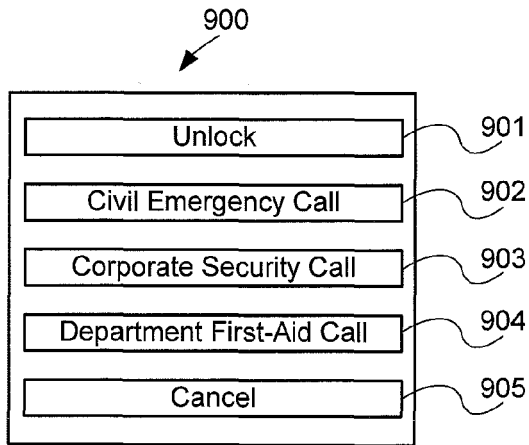 900
Unlock 901
Civil Emergency Call 902
Corporate Security Call 903
Department First-Aid Call 904
Cancel 905